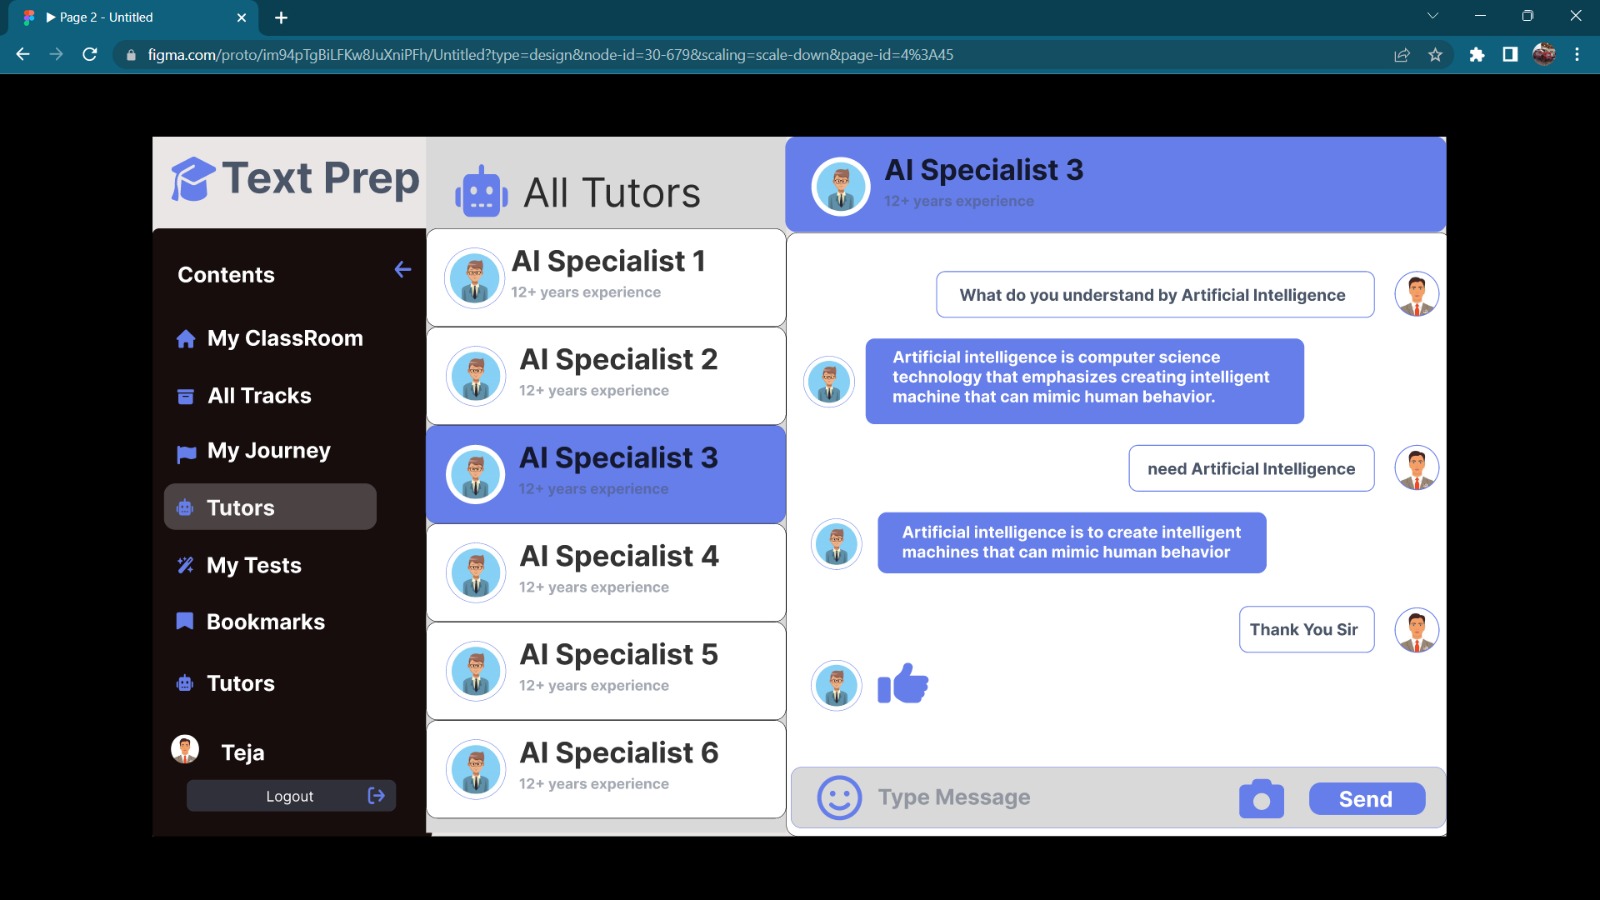 Page 2 - Untitled
figma.com/proto/im94pTgBiLFKw8JuXniPFh/Untitled?type=design&node-id=30-679&scaling=scale-down&page-id=4%3A45
Text Prep
Contents
My ClassRoom
All Tracks
My Journey
Tutors
My Tests
Bookmarks
Tutors
Teja
Logout
All Tutors
AI Specialist 1
12+ years experience
AI Specialist 2
12+ years experience
AI Specialist 3
12+ years experience
AI Specialist 4
12+ years experience
AI Specialist 5
12+ years experience
AI Specialist 6
12+ years experience
AI Specialist 3
12+ years experience
What do you understand by Artificial Intelligence
Artificial intelligence is computer science
technology that emphasizes creating intelligent
machine that can mimic human behavior.
need Artificial Intelligence
Artificial intelligence is to create intelligent
machines that can mimic human behavior
Thank You Sir
Type Message
Send